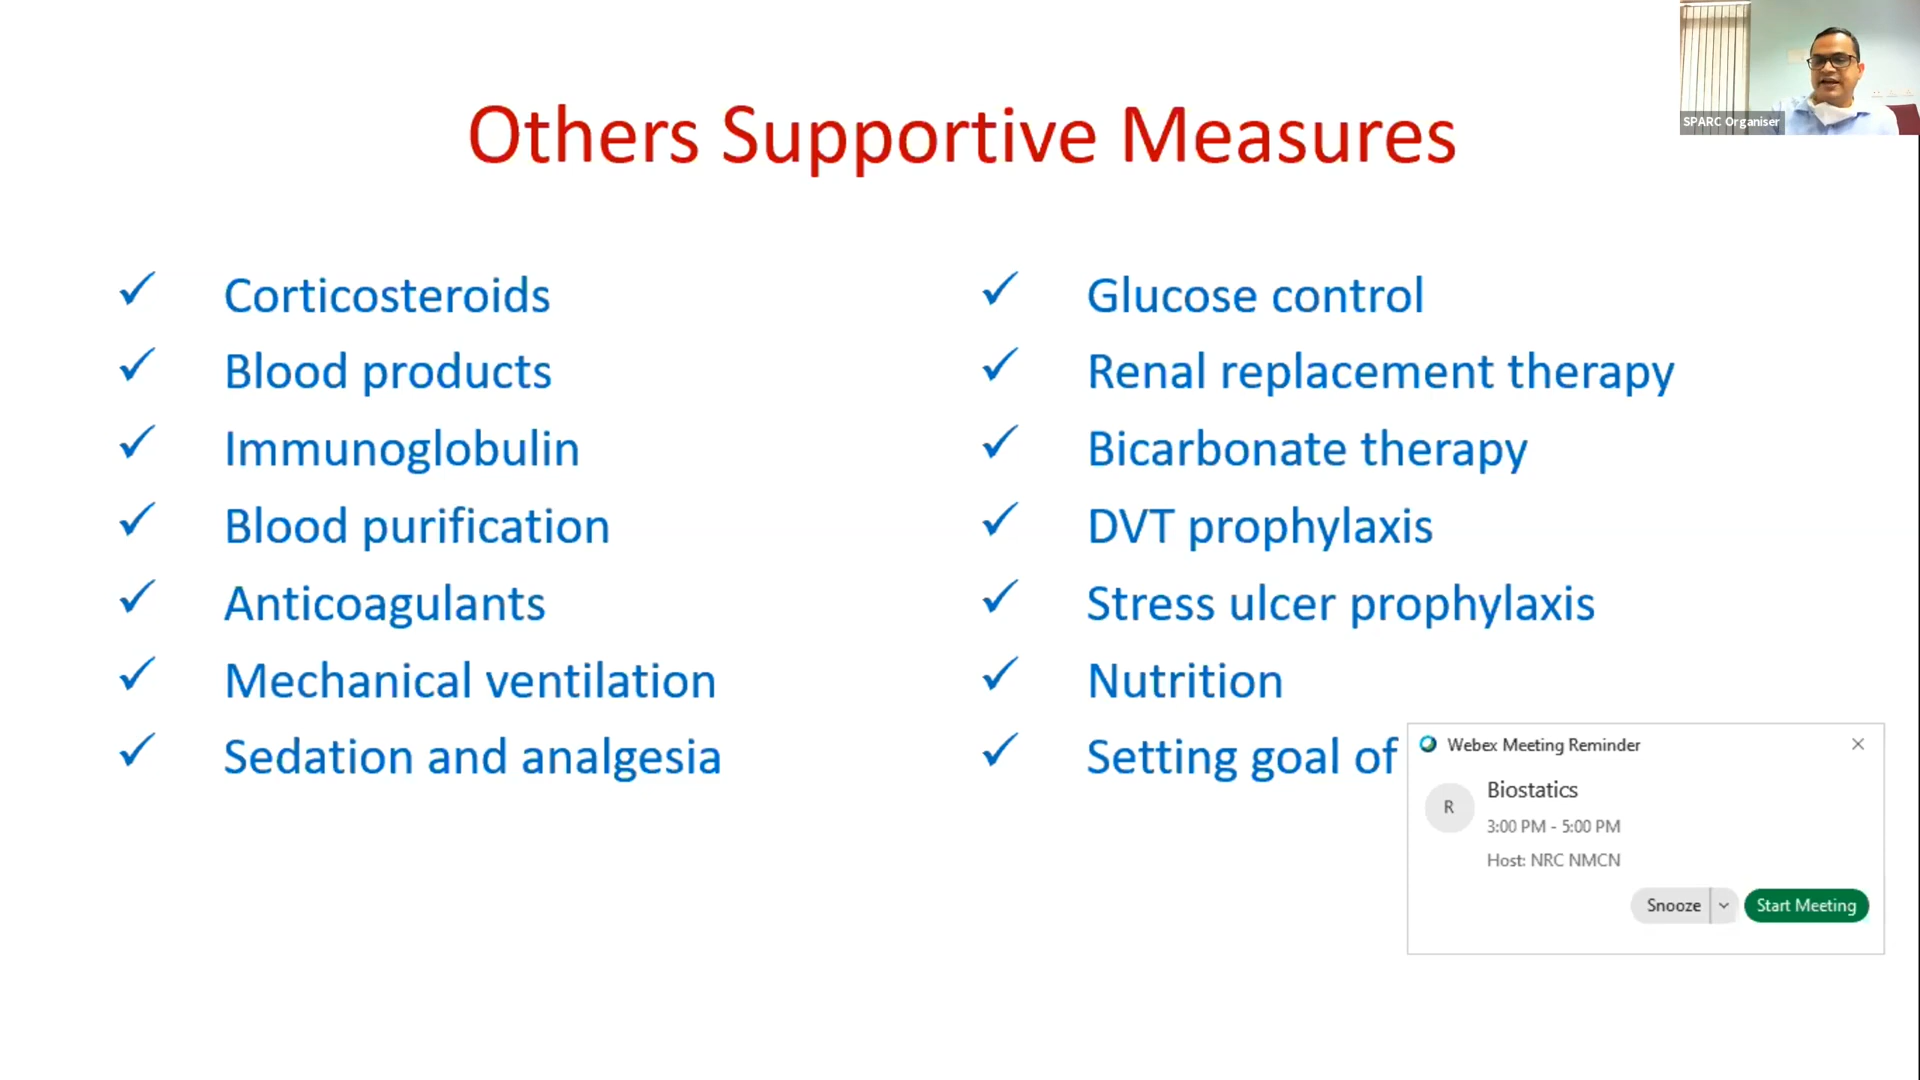 SPARC Organiser
Others Supportive Measures
Corticosteroids
Blood products
Immunoglobulin
Blood purification
Anticoagulants
Mechanical ventilation
Sedation and analgesia
Glucose control
Renal replacement therapy
Bicarbonate therapy
DVT prophylaxis
Stress ulcer prophylaxis
Nutrition
Setting goal of
Webex Meeting Reminder
R
Biostatics
3:00 PM - 5:00 PM
Host: NRC NMCN
Snooze
Start Meeting